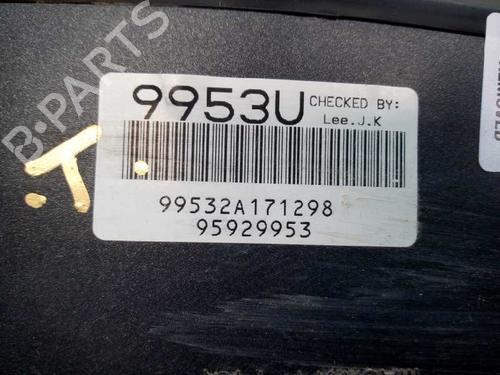 B-PARTS
9953U CHECKED BY:
Lee.J.K
99532A171298
95929953
T.